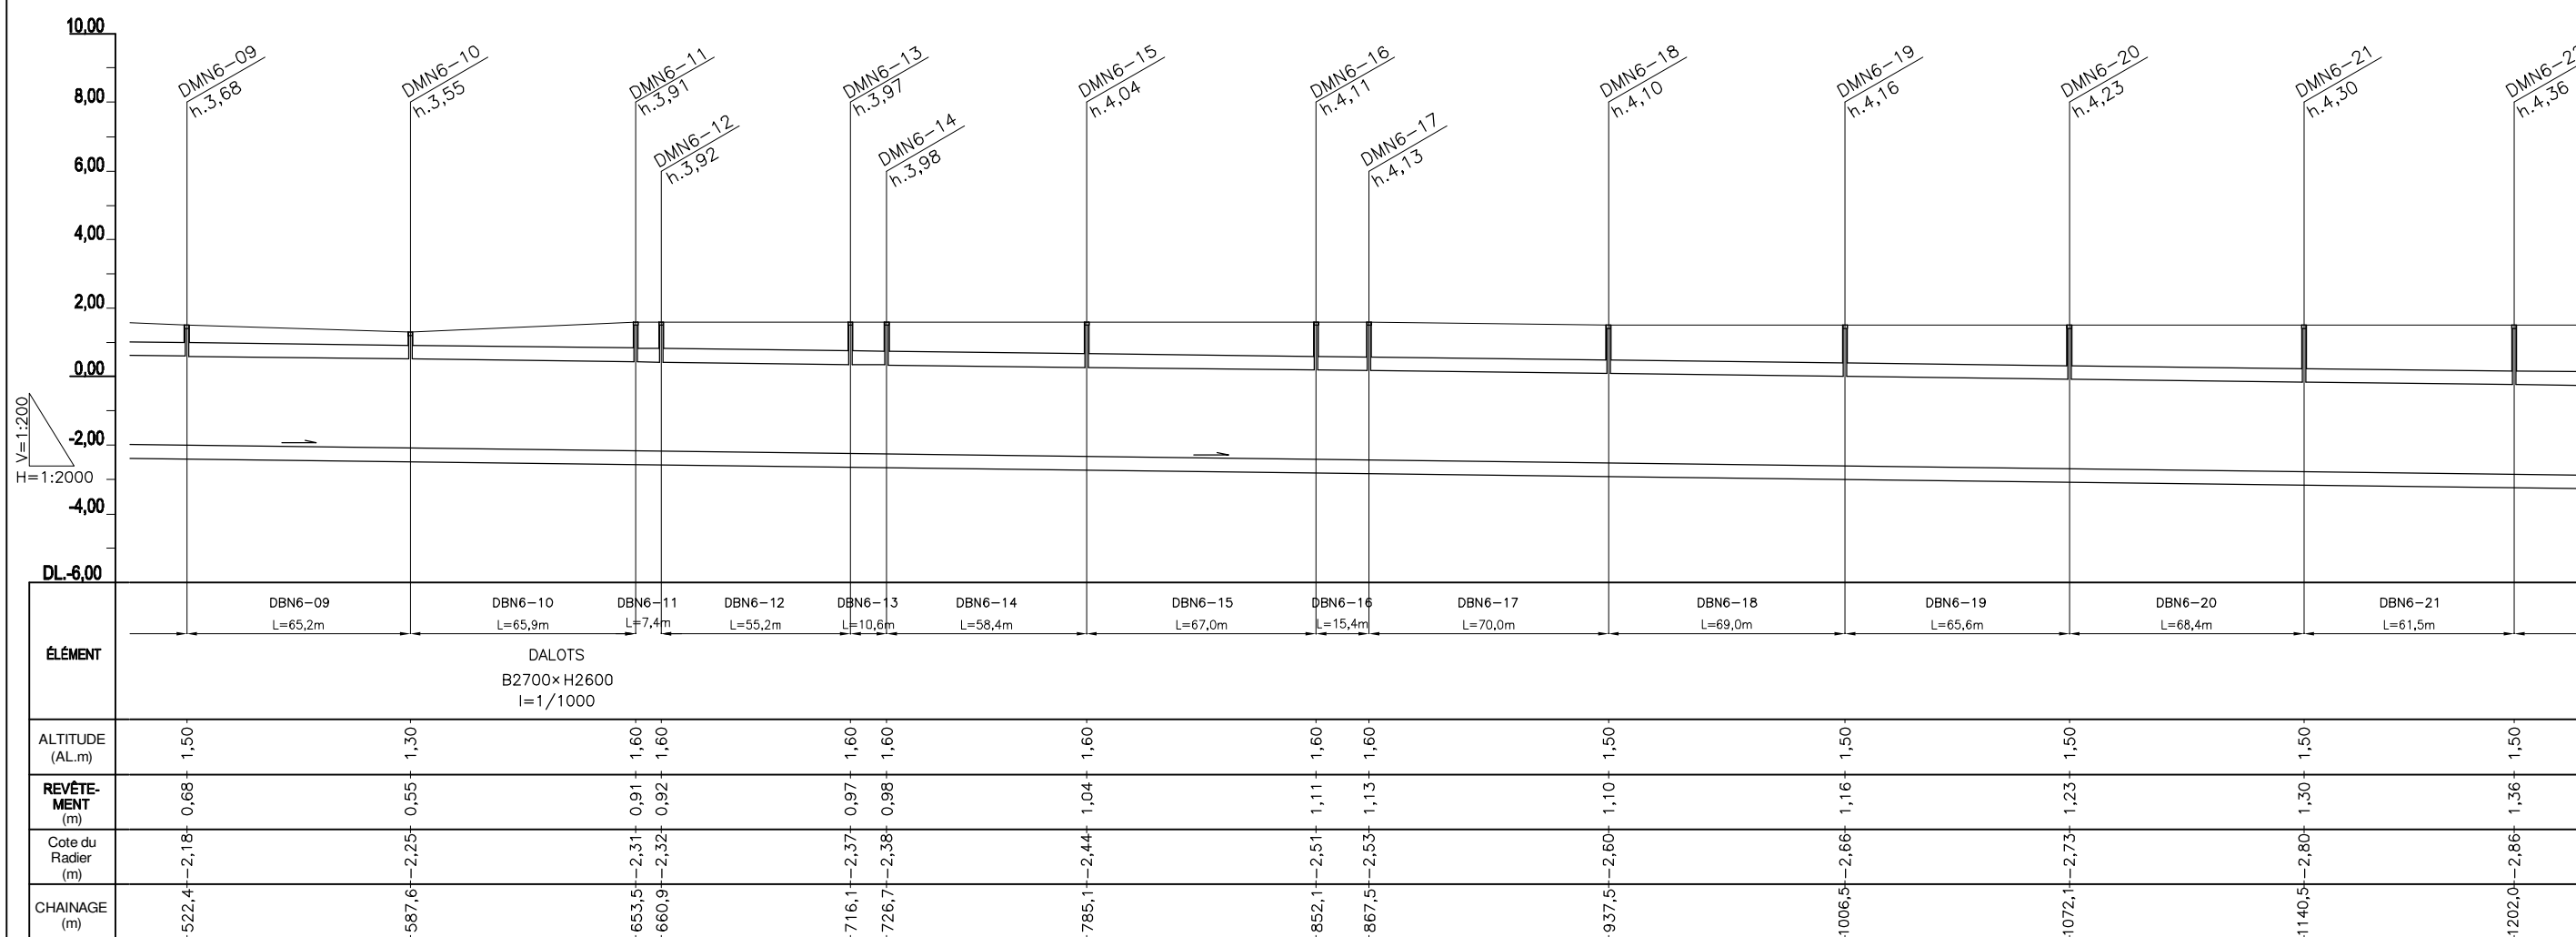 10,00
8,00
6,00
4,00
2,00
0,00
-2,00
-4,00
DL.-6,00
V=1:200
H=1:2000
DMN6-09
h.3,68
DMN6-10
h.3,55
DMN6-11
h.3,91
DMN6-12
h.3,92
DMN6-13
h.3,97
DMN6-14
h.3,98
DMN6-15
h.4,04
DMN6-16
h.4,11
DMN6-17
h.4,13
DMN6-18
h.4,10
DMN6-19
h.4,16
DMN6-20
h.4,23
DMN6-21
h.4,30
h.4,36
ÉLÉMENT
DBN6-09
L=65,2m
DBN6-10
L=65,9m
DBN6-11
L=7,4m
DBN6-12
L=55,2m
DBN6-13
L=10,6m
DBN6-14
L=58,4m
DBN6-15
L=67,0m
DBN6-16
L=15,4m
DBN6-17
L=70,0m
DBN6-18
L=69,0m
DBN6-19
L=65,6m
DBN6-20
L=68,4m
DBN6-21
L=61,5m
DALOTS
B2700×H2600
I=1/1000
ALTITUDE
(AL.m)
1,50 1,30 1,60 1,60 1,60 1,60 1,60 1,60 1,60 1,50 1,50 1,50 1,50 1,50
REVÊTE-
MENT
(m)
0,68 0,55 0,91 0,92 0,97 0,98 1,04 1,11 1,13 1,10 1,16 1,23 1,30 1,36
Cote du
Radier
(m)
-2,18 -2,25 -2,31 -2,32 -2,37 -2,38 -2,44 -2,51 -2,53 -2,60 -2,66 -2,73 -2,80 -2,86
CHAINAGE
(m)
522,4 587,6 653,5 660,9 716,1 726,7 785,1 852,1 867,5 937,5 1006,5 1072,1 1140,5 1202,0